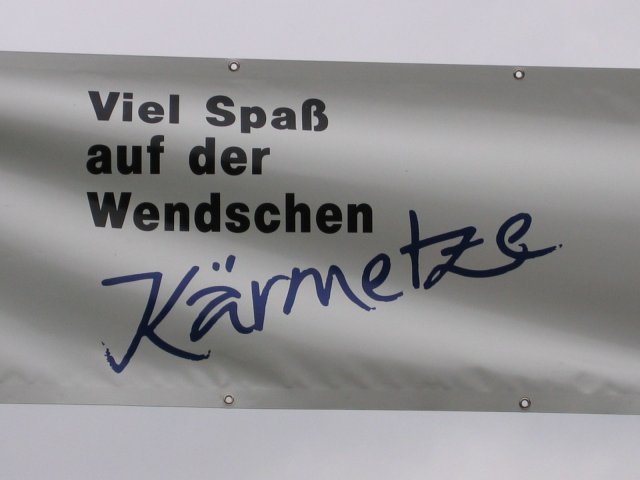 Viel Spaß
auf der
Wendschen
Kärmetze